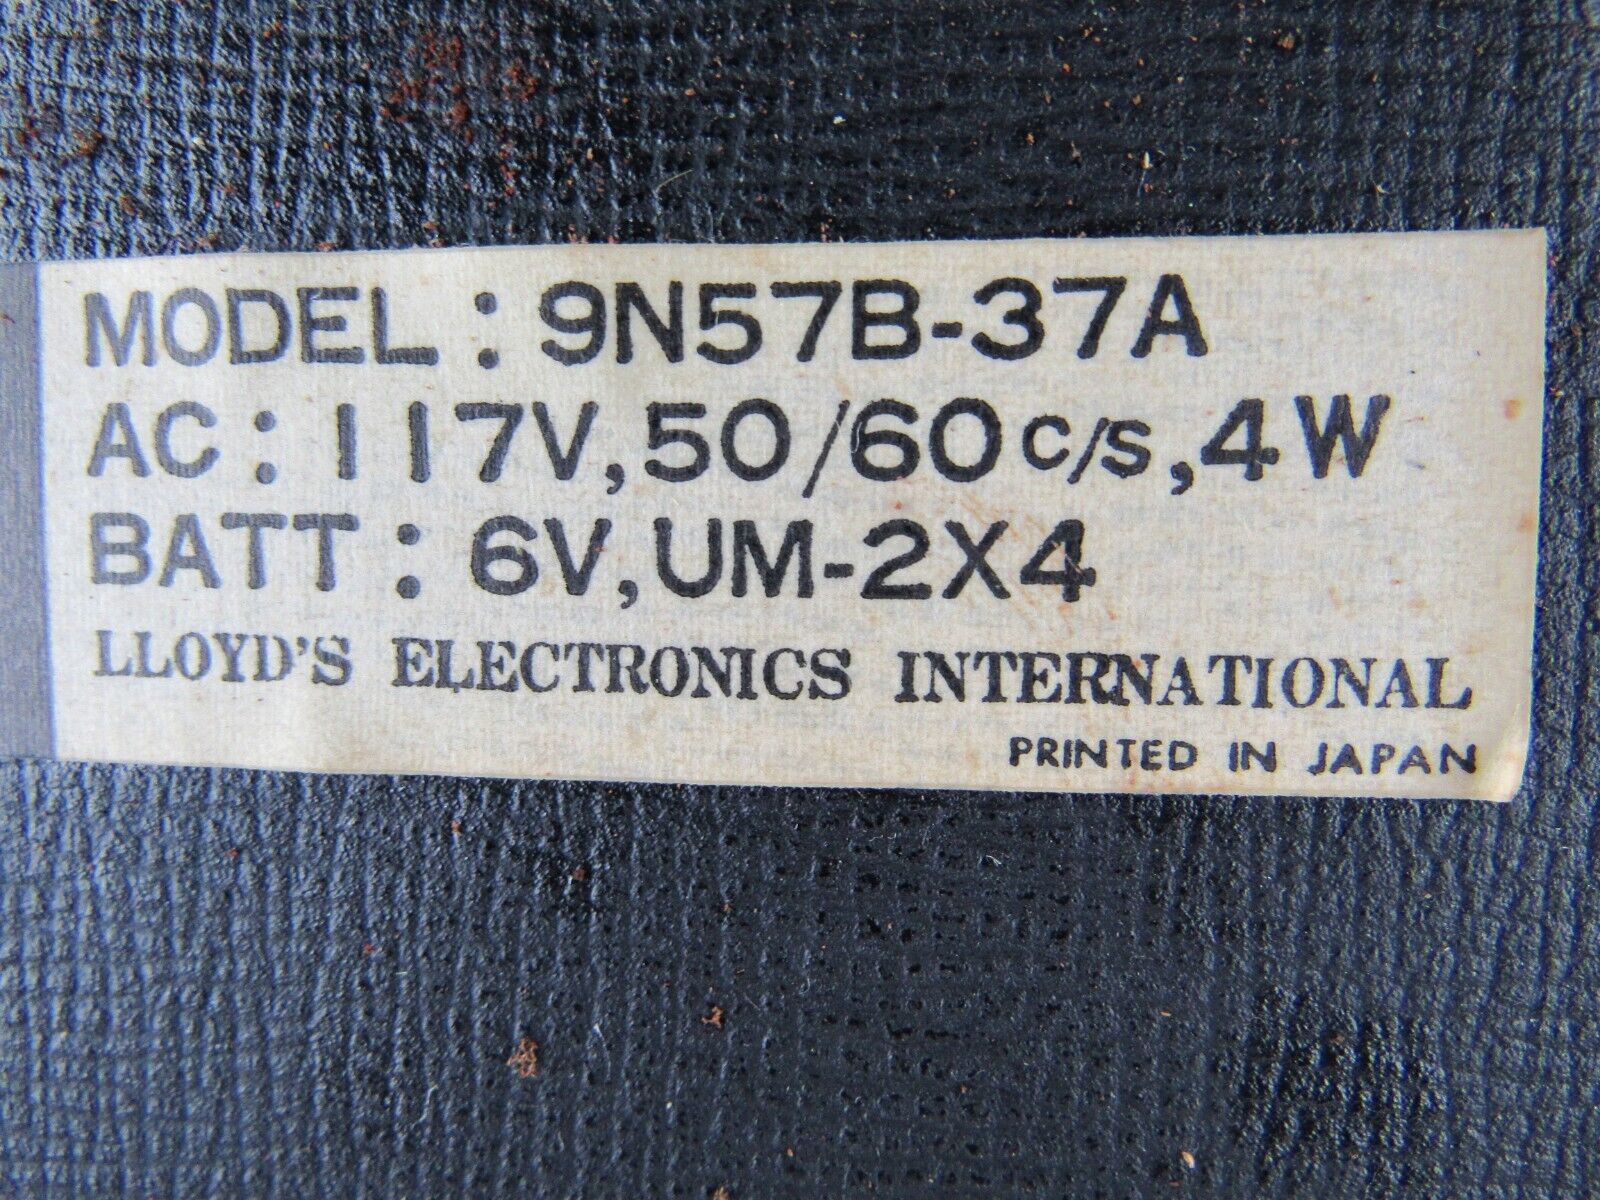 MODEL : 9N57B-37A
AC : 117V, 50/60 c/s, 4W
BATT : 6V, UM-2X4
LLOYD'S ELECTRONICS INTERNATIONAL
PRINTED IN JAPAN